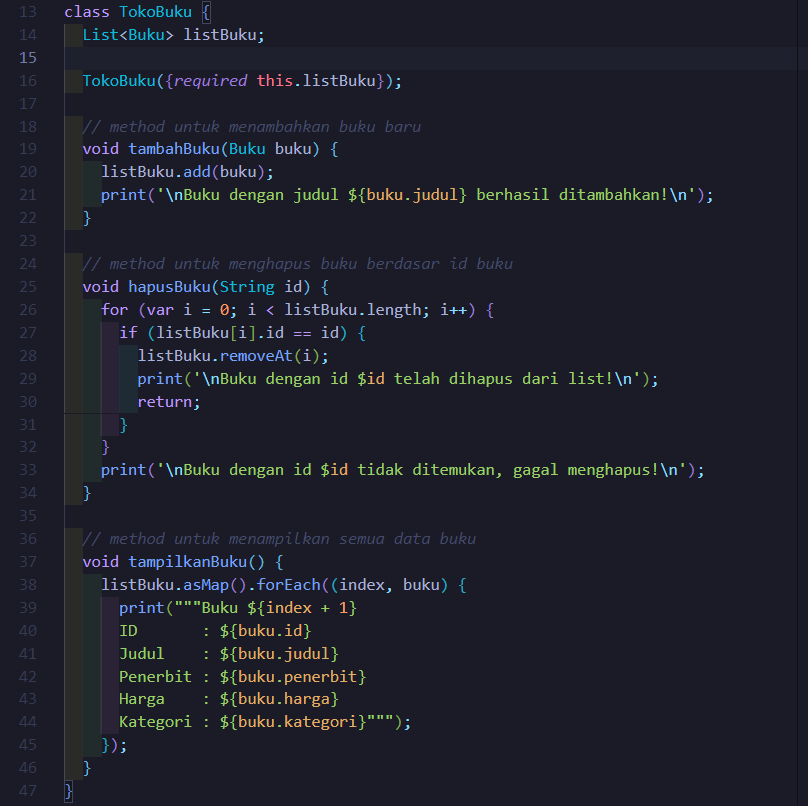 13 class TokoBuku {
14   List<Buku> listBuku;
15
16   TokoBuku({required this.listBuku});
17
18   // method untuk menambahkan buku baru
19   void tambahBuku(Buku buku) {
20     listBuku.add(buku);
21     print('\nBuku dengan judul ${buku.judul} berhasil ditambahkan!\n');
22   }
23
24   // method untuk menghapus buku berdasar id buku
25   void hapusBuku(String id) {
26     for (var i = 0; i < listBuku.length; i++) {
27       if (listBuku[i].id == id) {
28         listBuku.removeAt(i);
29         print('\nBuku dengan id $id telah dihapus dari list!\n');
30         return;
31       }
32     }
33     print('\nBuku dengan id $id tidak ditemukan, gagal menghapus!\n');
34   }
35
36   // method untuk menampilkan semua data buku
37   void tampilkanBuku() {
38     listBuku.asMap().forEach((index, buku) {
39       print("""Buku ${index + 1}
40       ID       : ${buku.id}
41       Judul    : ${buku.judul}
42       Penerbit : ${buku.penerbit}
43       Harga    : ${buku.harga}
44       Kategori : ${buku.kategori}""");
45     });
46   }
47 }